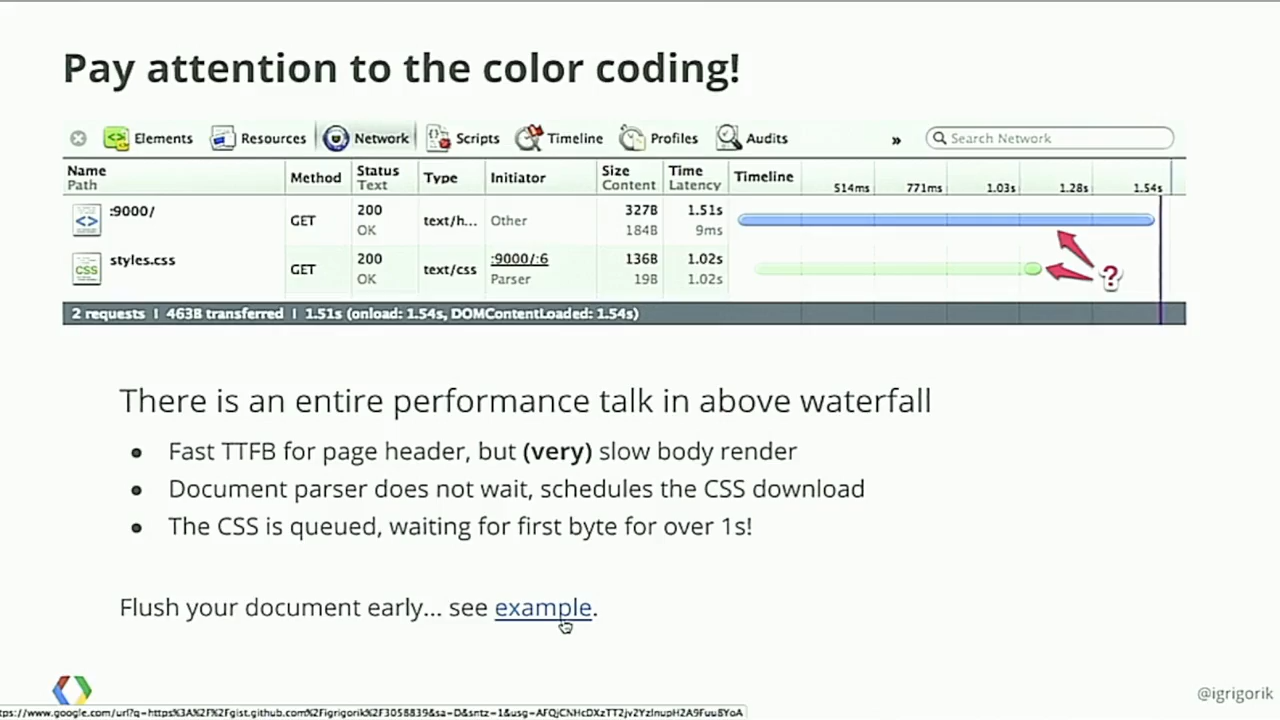 Pay attention to the color coding!
Elements Resources Network Scripts Timeline Profiles Audits » Search Network
Name Path Method Status Text Type Initiator Size Content Time Latency Timeline 514ms 771ms 1.03s 1.28s 1.54s
:9000/ GET 200 OK text/h... Other 327B 184B 1.51s 9ms
styles.css GET 200 OK text/css :9000/:6 Parser 136B 19B 1.02s 1.02s
?
2 requests | 463B transferred | 1.51s (onload: 1.54s, DOMContentLoaded: 1.54s)
There is an entire performance talk in above waterfall
• Fast TTFB for page header, but (very) slow body render
• Document parser does not wait, schedules the CSS download
• The CSS is queued, waiting for first byte for over 1s!
Flush your document early... see example.
@igrigorik